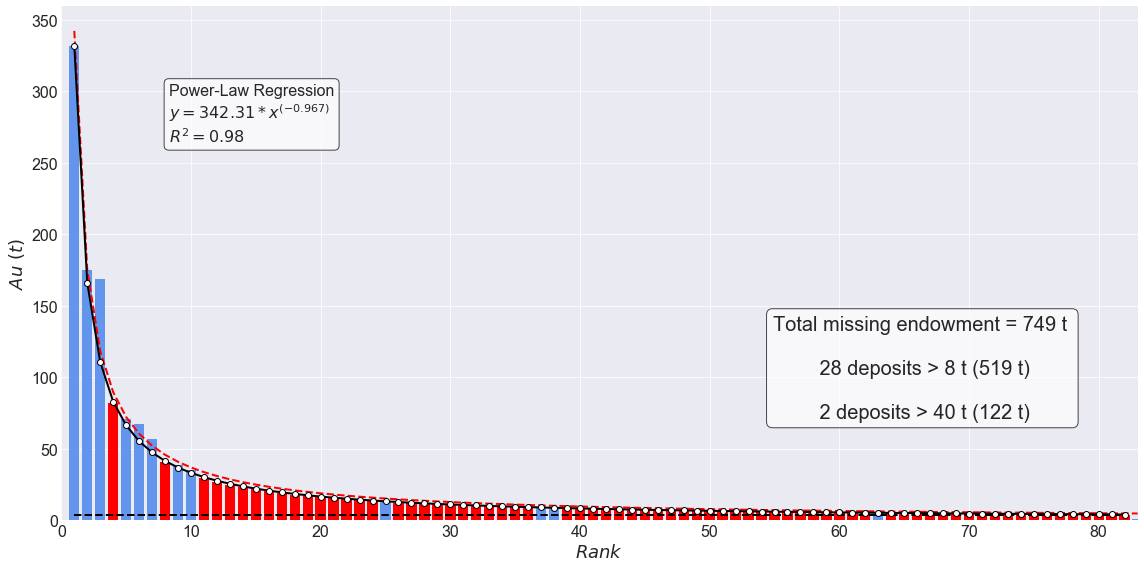 350
300
250
200
150
100
50
0
Au (t)
Power-Law Regression
y = 342.31 * x^(−0.967)
R² = 0.98
Total missing endowment = 749 t
28 deposits > 8 t (519 t)
2 deposits > 40 t (122 t)
0 10 20 30 40 50 60 70 80
Rank